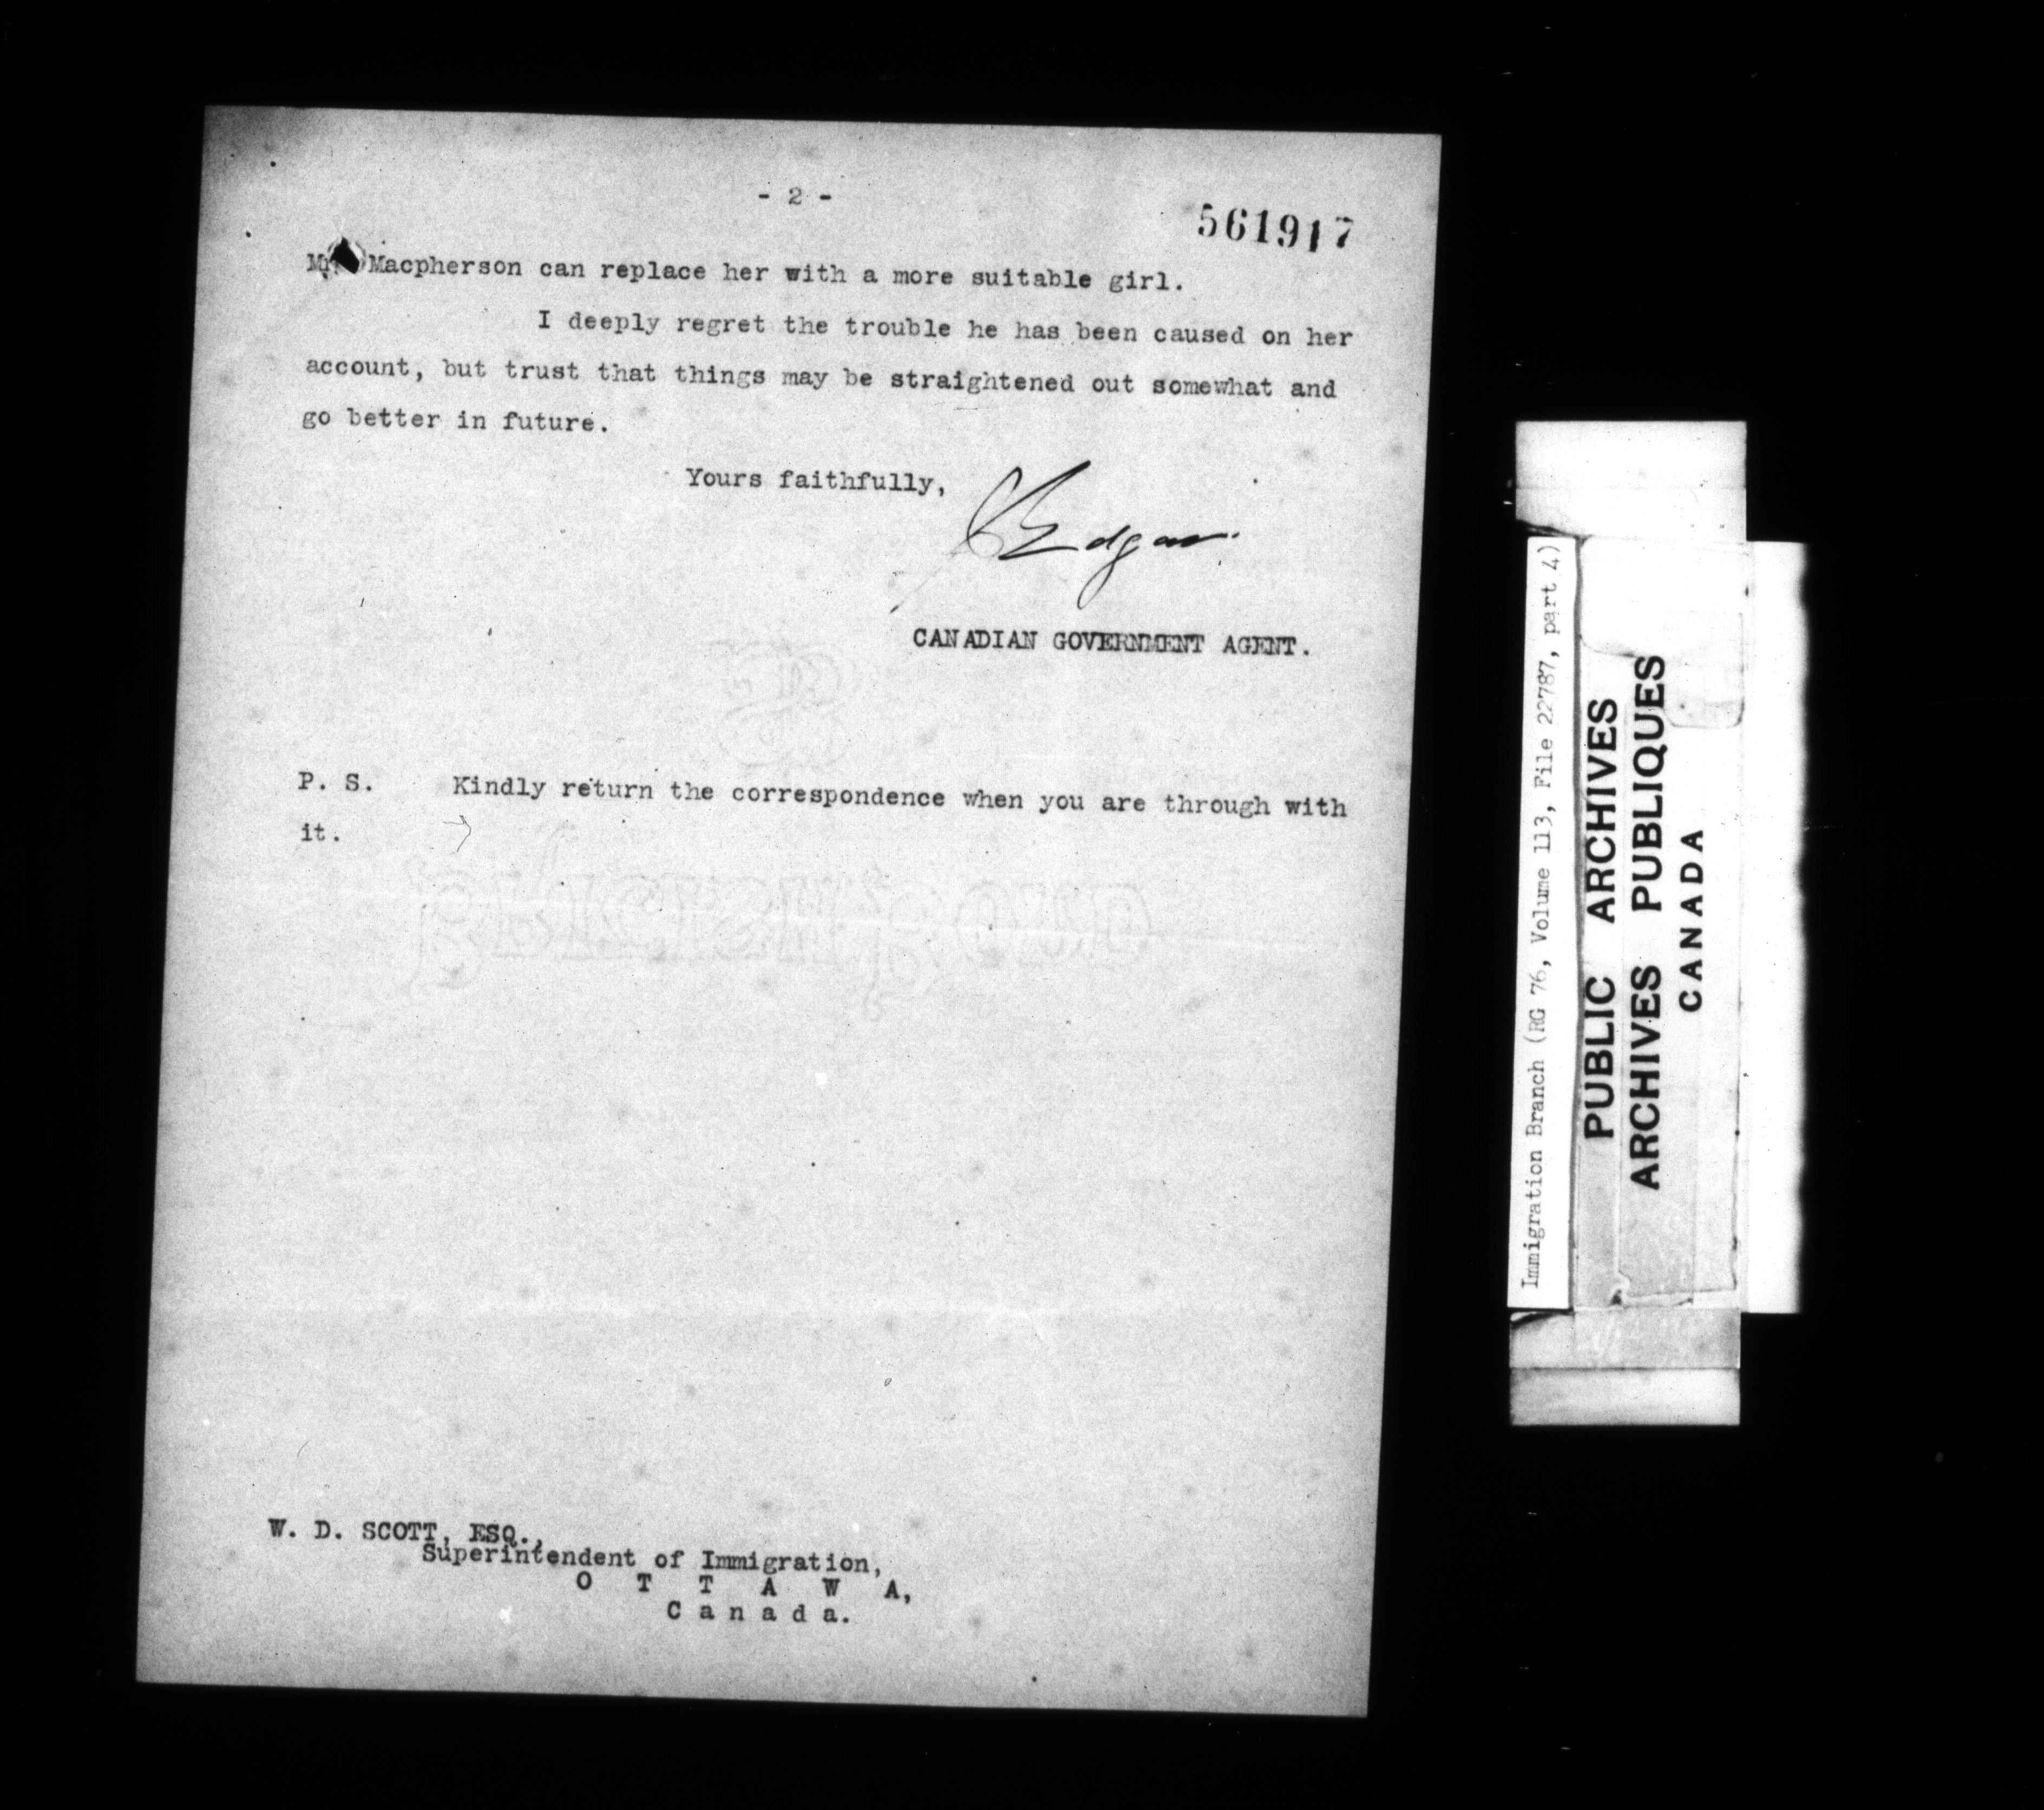 - 2 -
561917
Macpherson can replace her with a more suitable girl.
I deeply regret the trouble he has been caused on her
account, but trust that things may be straightened out somewhat and
go better in future.
Yours faithfully,
Edgar
CANADIAN GOVERNMENT AGENT.
P. S. Kindly return the correspondence when you are through with
it.
W. D. SCOTT, ESQ.,
Superintendent of Immigration,
O T T A W A,
C a n a d a.
Immigration Branch (RG 76, Volume 113, File 22787, part 4)
PUBLIC ARCHIVES
ARCHIVES PUBLIQUES
CANADA